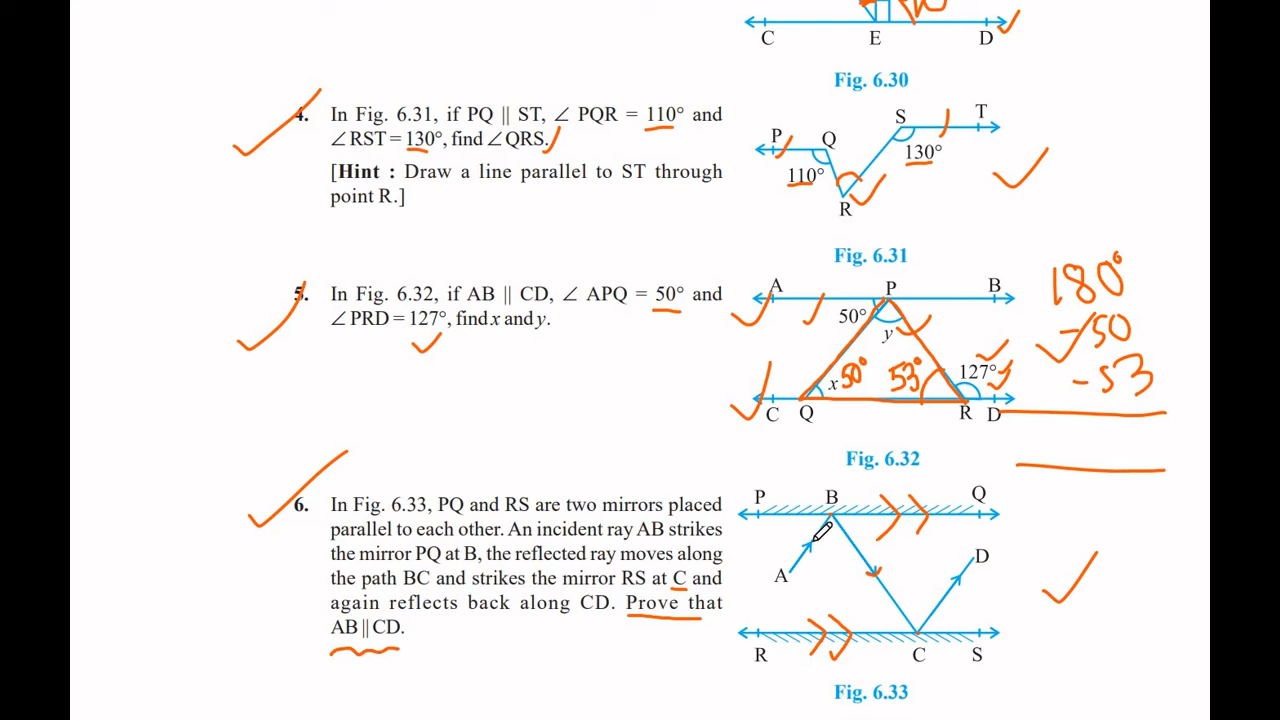 C E D
Fig. 6.30
4. In Fig. 6.31, if PQ || ST, ∠ PQR = 110° and
∠ RST = 130°, find ∠ QRS.
[Hint : Draw a line parallel to ST through
point R.]
S T
P Q
130°
110°
R
Fig. 6.31
5. In Fig. 6.32, if AB || CD, ∠ APQ = 50° and
∠ PRD = 127°, find x and y.
A P B
50°
y
x 50° 53° 127°
C Q R D
Fig. 6.32
180°
-50
-53
6. In Fig. 6.33, PQ and RS are two mirrors placed
parallel to each other. An incident ray AB strikes
the mirror PQ at B, the reflected ray moves along
the path BC and strikes the mirror RS at C and
again reflects back along CD. Prove that
AB || CD.
P B Q
D
A
R C S
Fig. 6.33